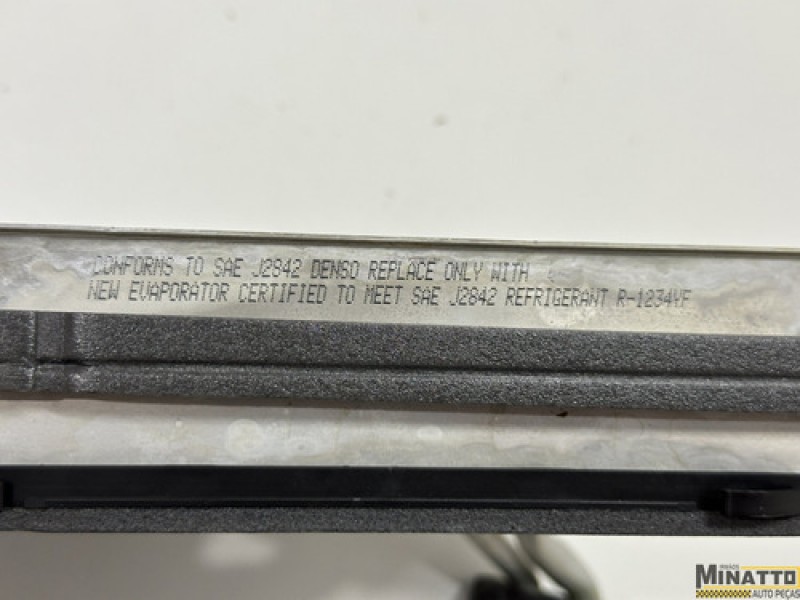 CONFORMS TO SAE J2842 DENSO REPLACE ONLY WITH
NEW EVAPORATOR CERTIFIED TO MEET SAE J2842 REFRIGERANT R-1234YF
IRMÃOS
MINATTO
AUTO PEÇAS